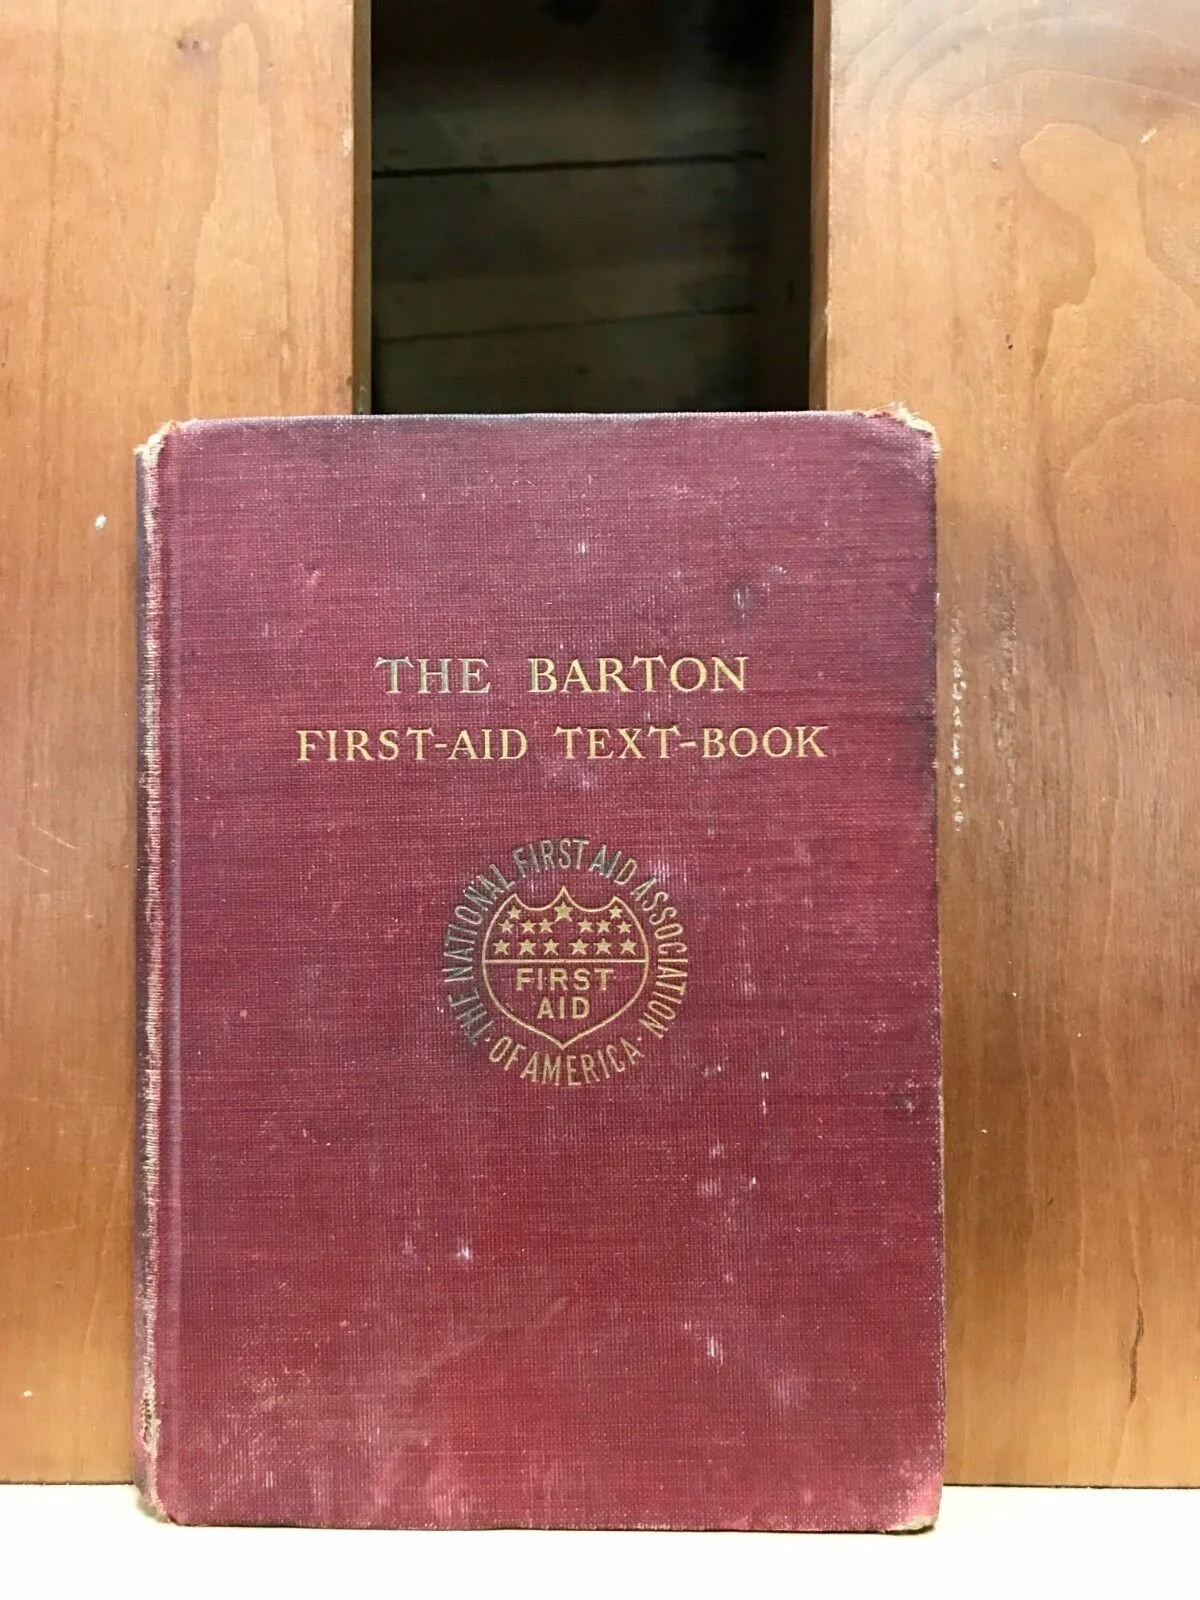 THE BARTON
FIRST-AID TEXT-BOOK
THE NATIONAL FIRST AID ASSOCIATION
· OF AMERICA ·
FIRST
AID